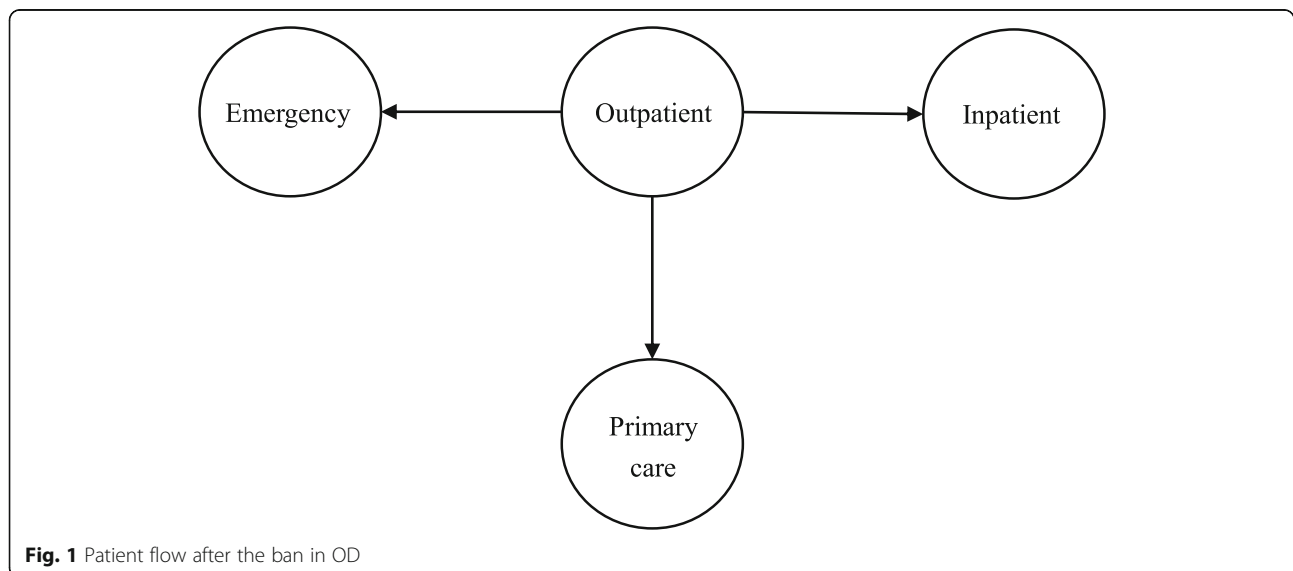 Emergency
Outpatient
Inpatient
Primary
care
Fig. 1 Patient flow after the ban in OD